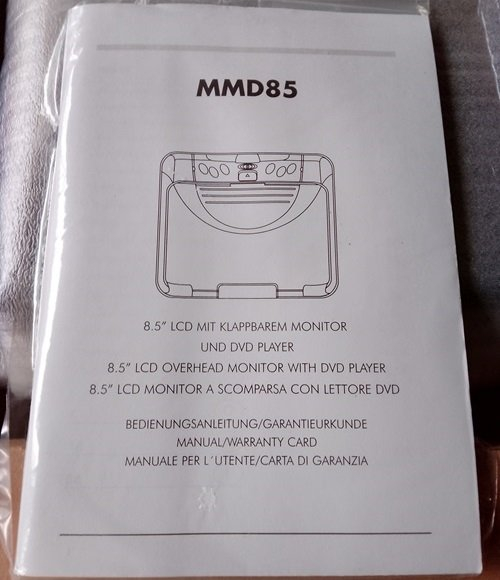 MMD85
8.5” LCD MIT KLAPPBAREM MONITOR
UND DVD PLAYER
8.5” LCD OVERHEAD MONITOR WITH DVD PLAYER
8.5” LCD MONITOR A SCOMPARSA CON LETTORE DVD
BEDIENUNGSANLEITUNG/GARANTIEURKUNDE
MANUAL/WARRANTY CARD
MANUALE PER L´UTENTE/CARTA DI GARANZIA